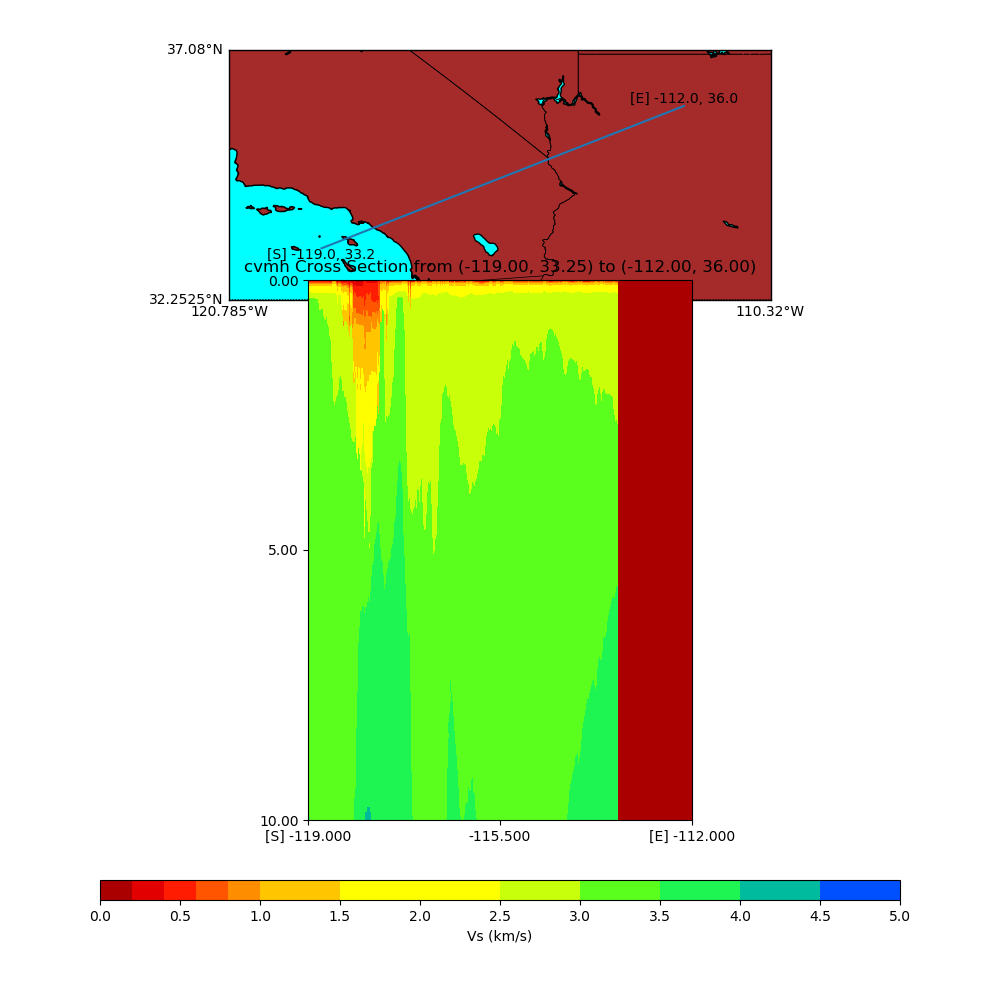 37.08°N
[E] -112.0, 36.0
[S] -119.0, 33.2
cvmh Cross Section from (-119.00, 33.25) to (-112.00, 36.00)
0.00
32.2525°N
120.785°W
110.32°W
5.00
10.00
[S] -119.000
-115.500
[E] -112.000
0.0
0.5
1.0
1.5
2.0
2.5
3.0
3.5
4.0
4.5
5.0
Vs (km/s)